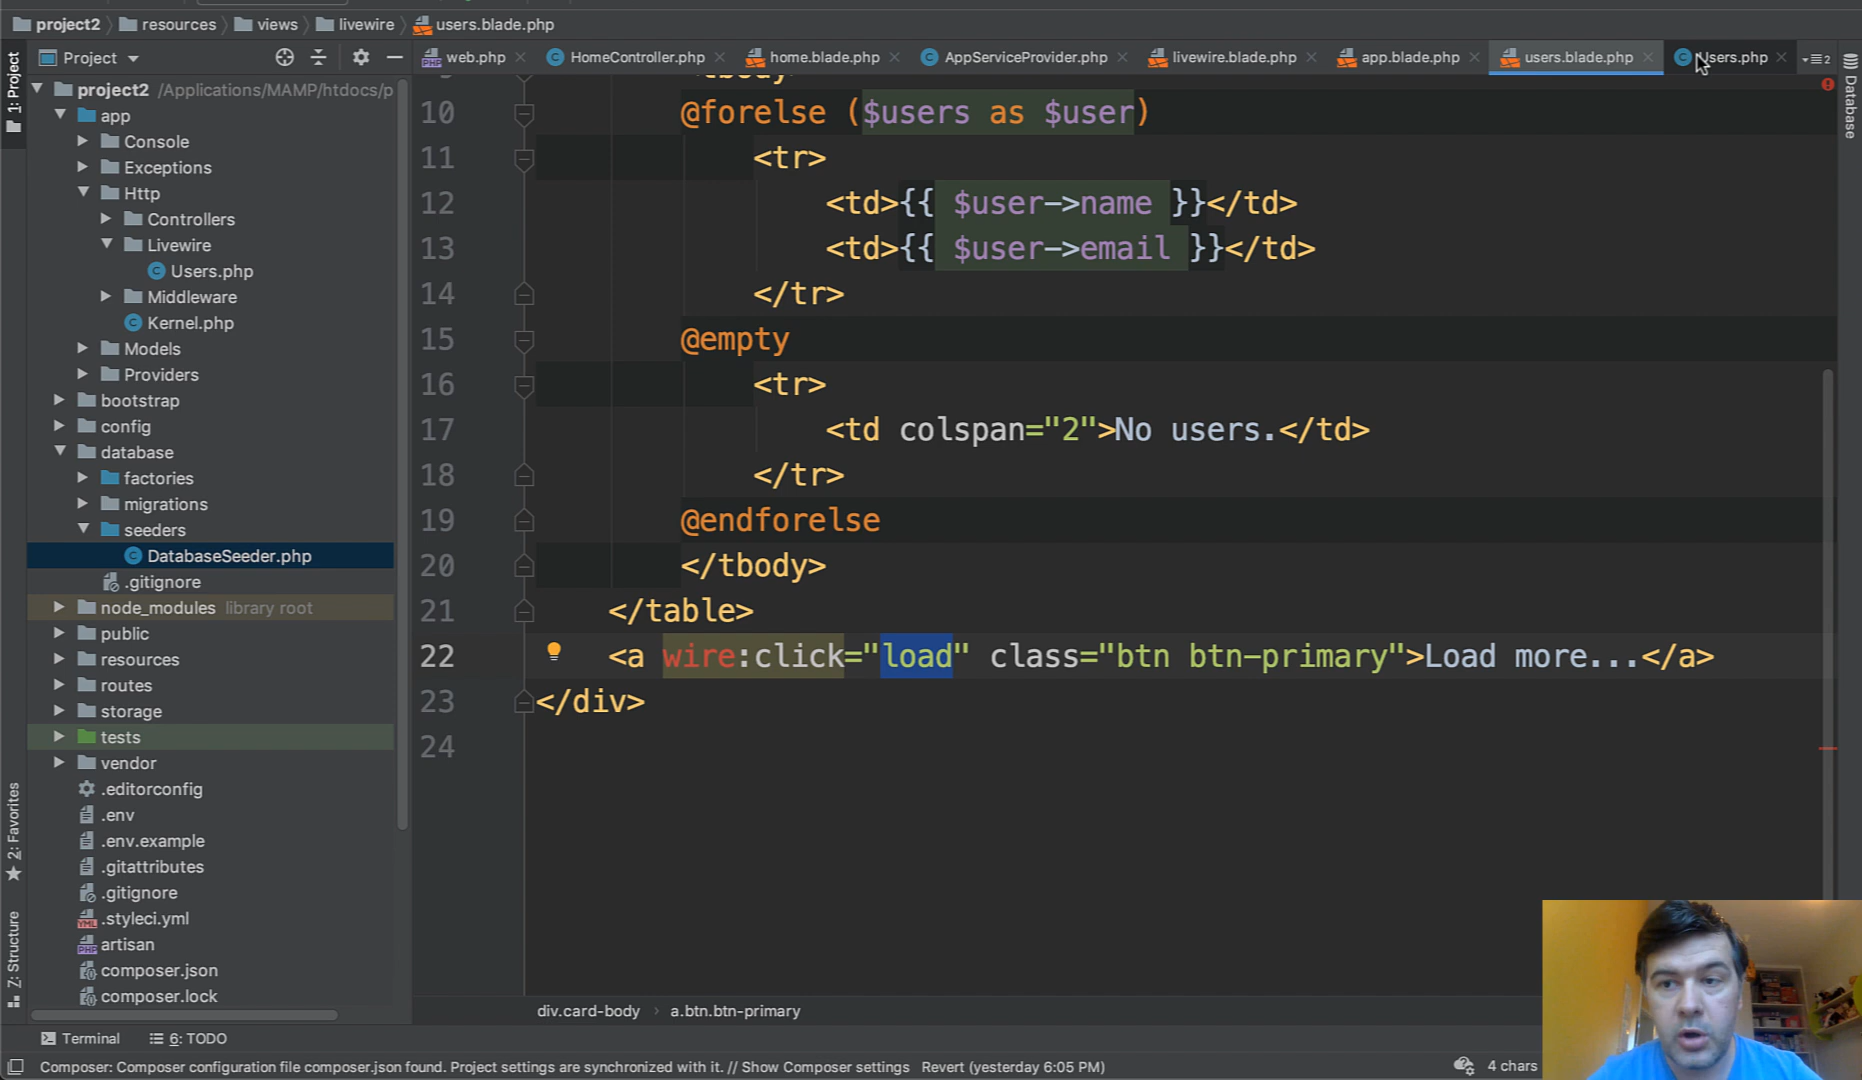 project2 resources views livewire users.blade.php
Project
web.php HomeController.php home.blade.php AppServiceProvider.php livewire.blade.php app.blade.php users.blade.php Users.php 2
1: Project
Database
project2 /Applications/MAMP/htdocs/p
app
Console
Exceptions
Http
Controllers
Livewire
Users.php
Middleware
Kernel.php
Models
Providers
bootstrap
config
database
factories
migrations
seeders
DatabaseSeeder.php
.gitignore
node_modules library root
public
resources
routes
storage
tests
vendor
.editorconfig
.env
.env.example
.gitattributes
.gitignore
.styleci.yml
artisan
composer.json
composer.lock
2: Favorites
Z: Structure
10 @forelse ($users as $user)
11 <tr>
12 <td>{{ $user->name }}</td>
13 <td>{{ $user->email }}</td>
14 </tr>
15 @empty
16 <tr>
17 <td colspan="2">No users.</td>
18 </tr>
19 @endforelse
20 </tbody>
21 </table>
22 <a wire:click="load" class="btn btn-primary">Load more...</a>
23 </div>
24
div.card-body › a.btn.btn-primary
Terminal 6: TODO
Composer: Composer configuration file composer.json found. Project settings are synchronized with it. // Show Composer settings Revert (yesterday 6:05 PM) 4 chars